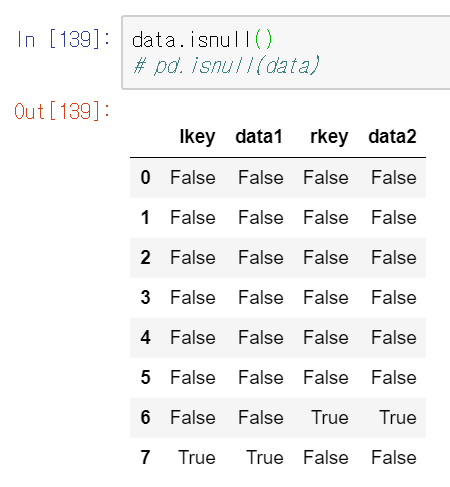 In [139]: data.isnull()
# pd.isnull(data)
Out[139]:
lkey data1 rkey data2
0 False False False False
1 False False False False
2 False False False False
3 False False False False
4 False False False False
5 False False False False
6 False False True True
7 True True False False